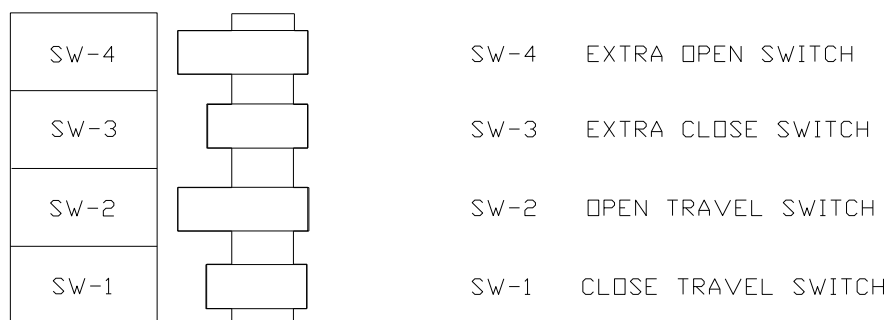 SW-4 SW-4 EXTRA OPEN SWITCH
SW-3 SW-3 EXTRA CLOSE SWITCH
SW-2 SW-2 OPEN TRAVEL SWITCH
SW-1 SW-1 CLOSE TRAVEL SWITCH